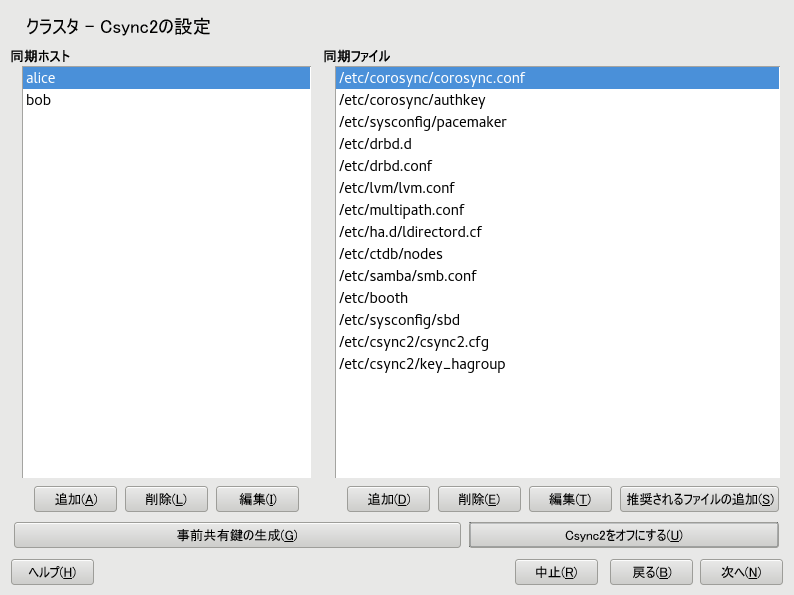 クラスタ – Csync2の設定
同期ホスト
alice
bob
同期ファイル
/etc/corosync/corosync.conf
/etc/corosync/authkey
/etc/sysconfig/pacemaker
/etc/drbd.d
/etc/drbd.conf
/etc/lvm/lvm.conf
/etc/multipath.conf
/etc/ha.d/ldirectord.cf
/etc/ctdb/nodes
/etc/samba/smb.conf
/etc/booth
/etc/sysconfig/sbd
/etc/csync2/csync2.cfg
/etc/csync2/key_hagroup
追加(A) 削除(L) 編集(I)
追加(D) 削除(E) 編集(T) 推奨されるファイルの追加(S)
事前共有鍵の生成(G) Csync2をオフにする(U)
ヘルプ(H) 中止(R) 戻る(B) 次へ(N)